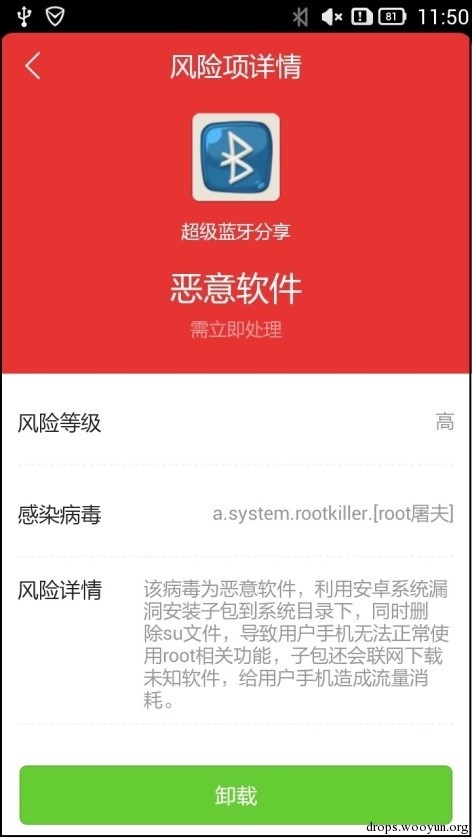 81 11:50
风险项详情
超级蓝牙分享
恶意软件
需立即处理
风险等级 高
感染病毒 a.system.rootkiller.[root屠夫]
风险详情 该病毒为恶意软件，利用安卓系统漏
洞安装子包到系统目录下，同时删
除su文件，导致用户手机无法正常使
用root相关功能，子包还会联网下载
未知软件，给用户手机造成流量消
耗。
卸载
drops.wooyun.org